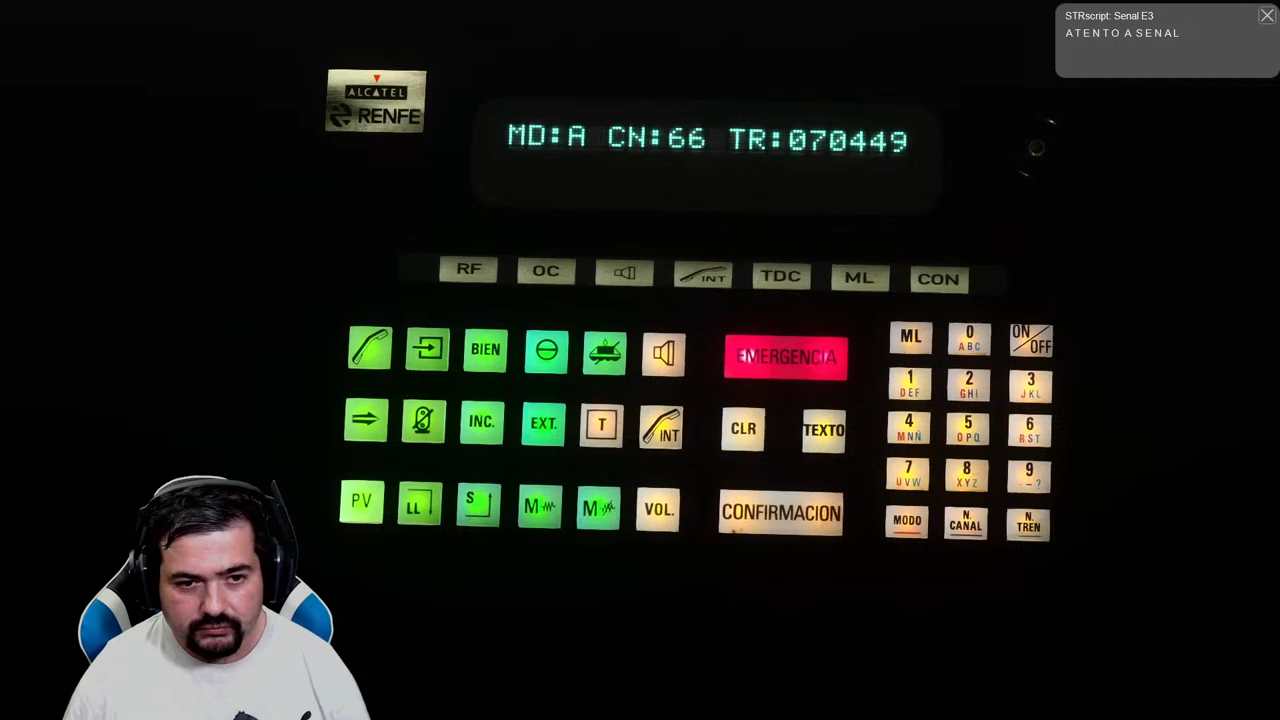 STRscript: Senal E3
A T E N T O A S E N A L
ALCATEL
RENFE
MD:A CN:66 TR:070449
RF OC INT TDC ML CON
BIEN EMERGENCIA ML 0 ABC ON/OFF
1 DEF 2 GHI 3 JKL
INC. EXT. T INT CLR TEXTO 4 MNÑ 5 OPQ 6 RST
7 UVW 8 XYZ 9 .-?
PV LL S M M VOL. CONFIRMACION MODO N. CANAL N. TREN